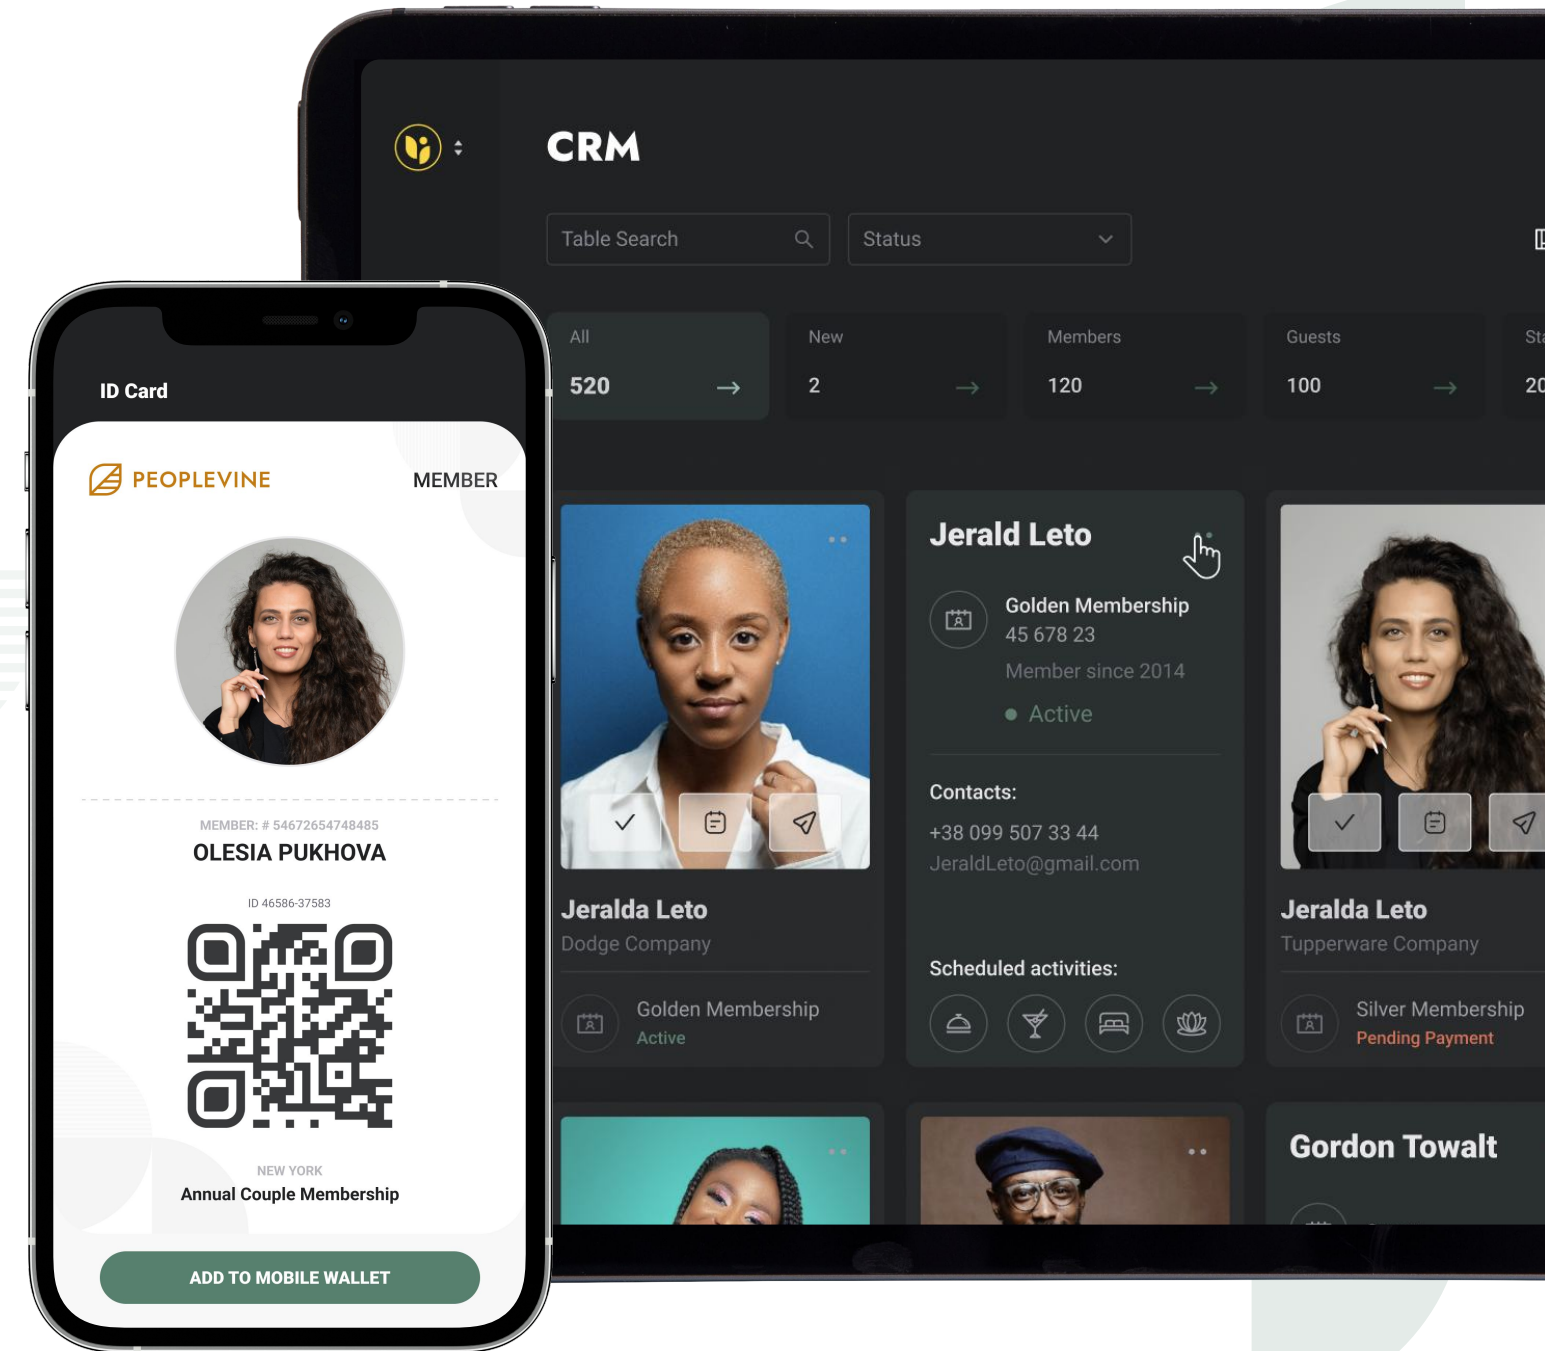 CRM
Table Search
Status
All
520
New
2
Members
120
Guests
100
20
ID Card
PEOPLEVINE
MEMBER
MEMBER: # 54672654748485
OLESIA PUKHOVA
ID 46586-37583
NEW YORK
Annual Couple Membership
ADD TO MOBILE WALLET
Jeralda Leto
Dodge Company
Golden Membership
Active
Jerald Leto
Golden Membership
45 678 23
Member since 2014
Active
Contacts:
+38 099 507 33 44
JeraldLeto@gmail.com
Scheduled activities:
Jeralda Leto
Tupperware Company
Silver Membership
Pending Payment
Gordon Towalt